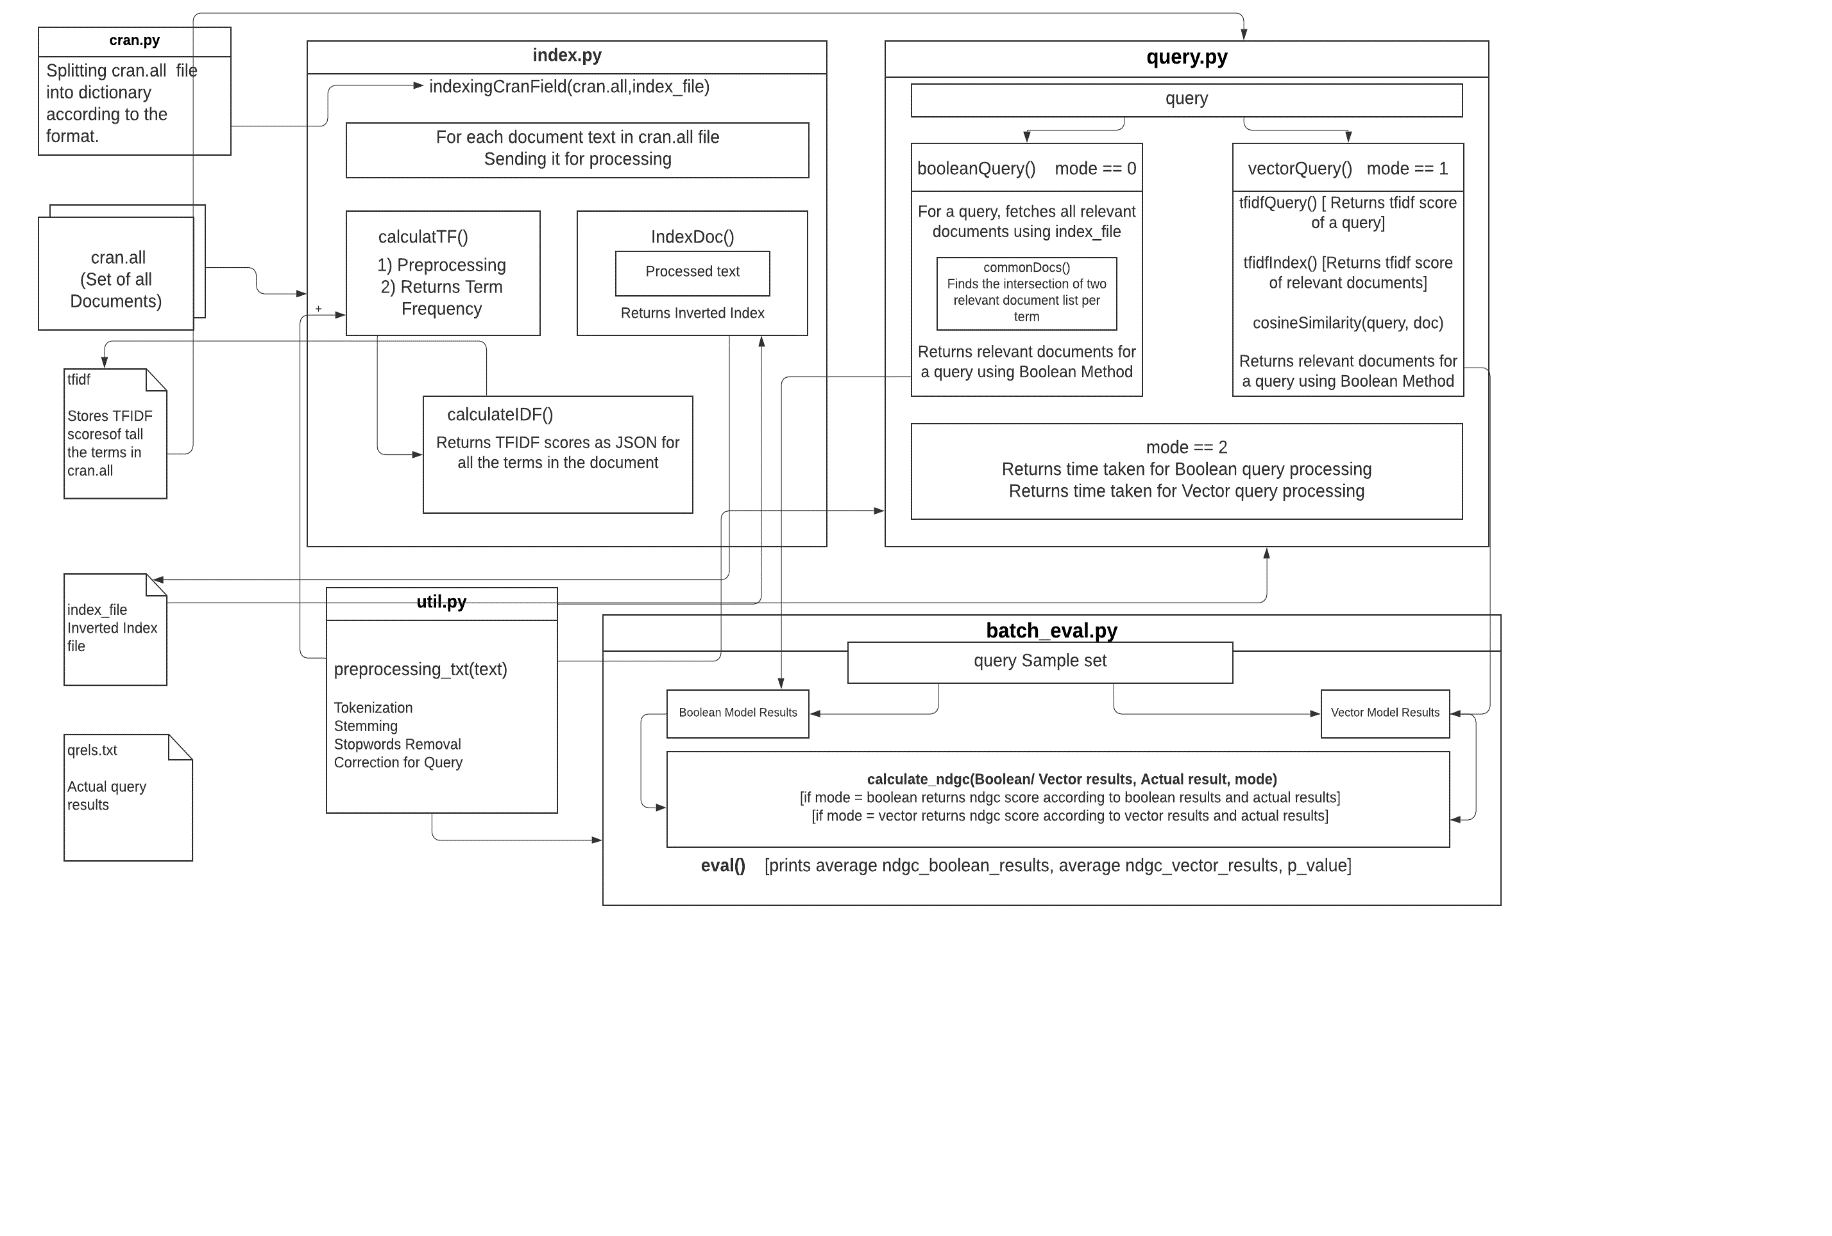 cran.py
Splitting cran.all file
into dictionary
according to the
format.
cran.all
(Set of all
Documents)
tfidf
Stores TFIDF
scoresof tall
the terms in
cran.all
index_file
Inverted Index
file
qrels.txt
Actual query
results
index.py
indexingCranField(cran.all,index_file)
For each document text in cran.all file
Sending it for processing
calculatTF()
1) Preprocessing
2) Returns Term
Frequency
+
IndexDoc()
Processed text
Returns Inverted Index
calculateIDF()
Returns TFIDF scores as JSON for
all the terms in the document
util.py
preprocessing_txt(text)
Tokenization
Stemming
Stopwords Removal
Correction for Query
query.py
query
booleanQuery() mode == 0
For a query, fetches all relevant
documents using index_file
commonDocs()
Finds the intersection of two
relevant document list per
term
Returns relevant documents for
a query using Boolean Method
vectorQuery() mode == 1
tfidfQuery() [ Returns tfidf score
of a query]
tfidfIndex() [Returns tfidf score
of relevant documents]
cosineSimilarity(query, doc)
Returns relevant documents for
a query using Boolean Method
mode == 2
Returns time taken for Boolean query processing
Returns time taken for Vector query processing
batch_eval.py
query Sample set
Boolean Model Results
Vector Model Results
calculate_ndgc(Boolean/ Vector results, Actual result, mode)
[if mode = boolean returns ndgc score according to boolean results and actual results]
[if mode = vector returns ndgc score according to vector results and actual results]
eval() [prints average ndgc_boolean_results, average ndgc_vector_results, p_value]